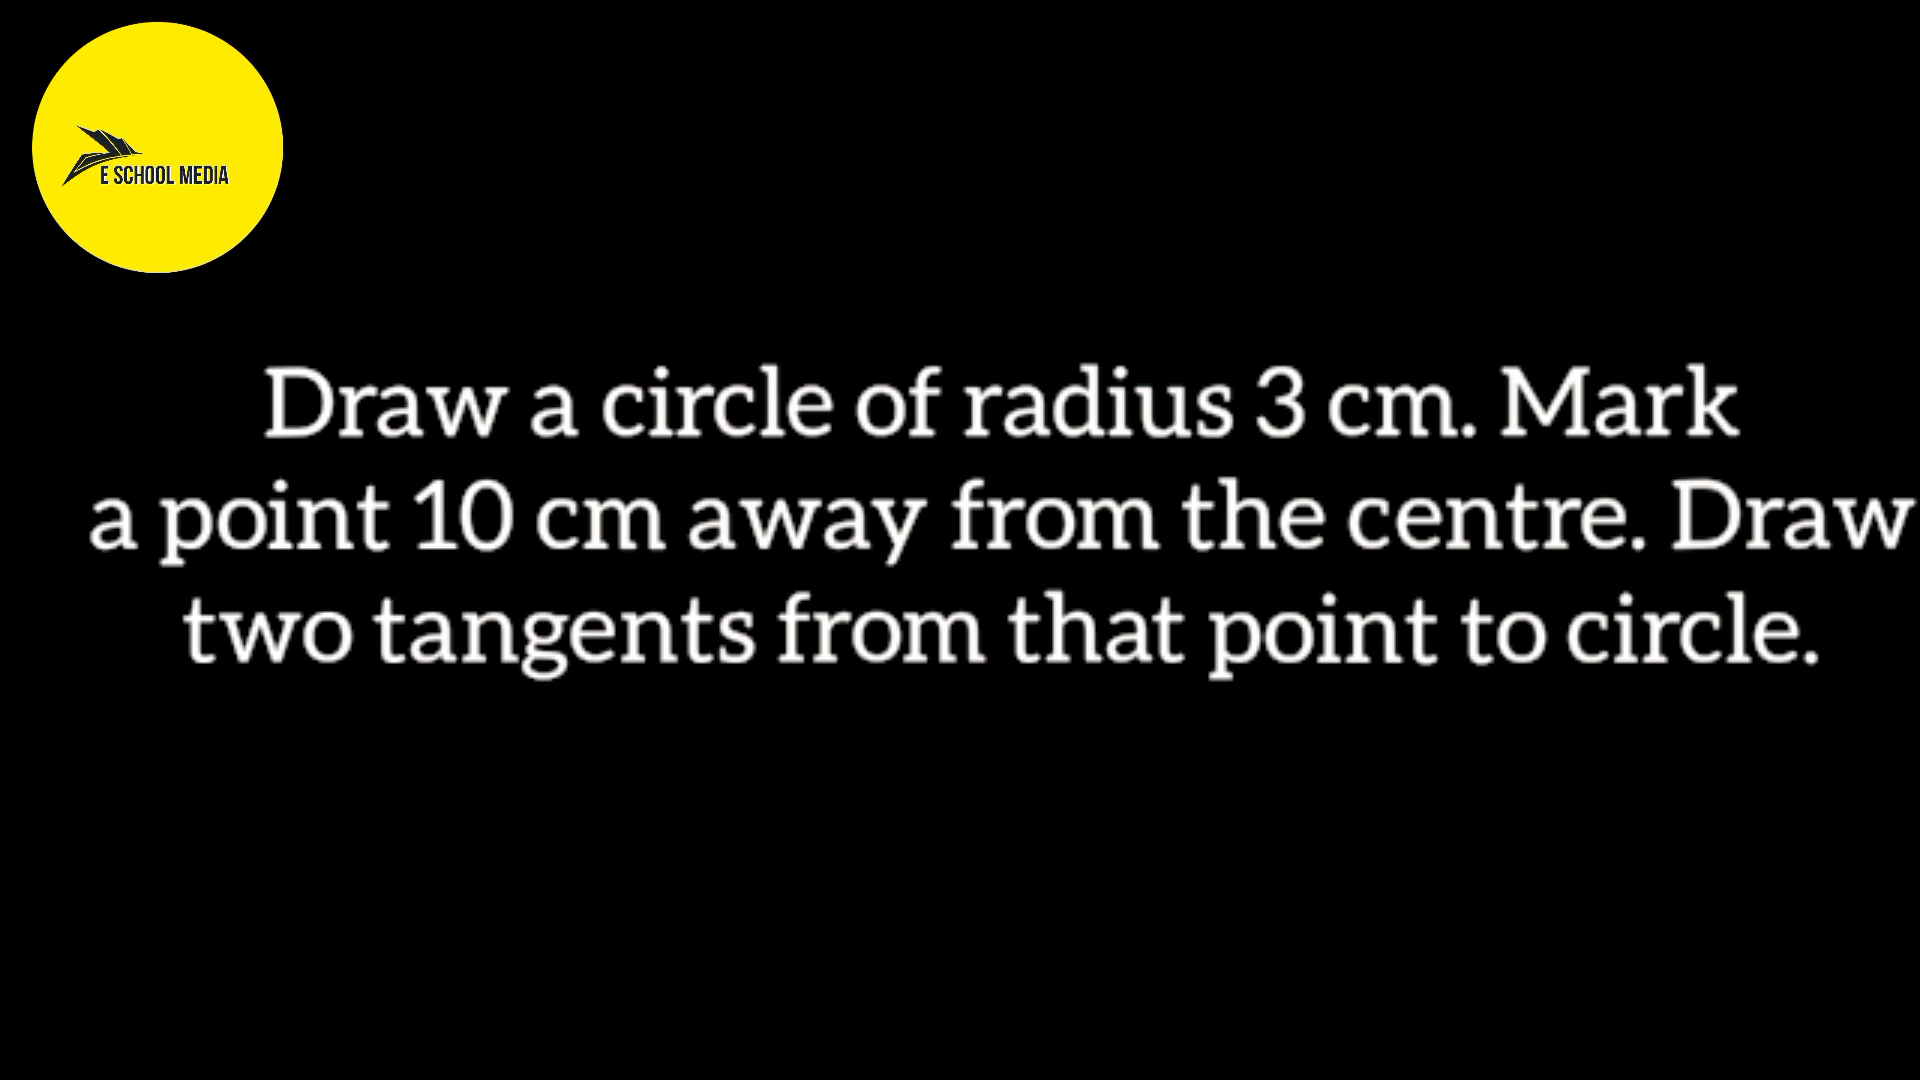 E SCHOOL MEDIA
Draw a circle of radius 3 cm. Mark
a point 10 cm away from the centre. Draw
two tangents from that point to circle.